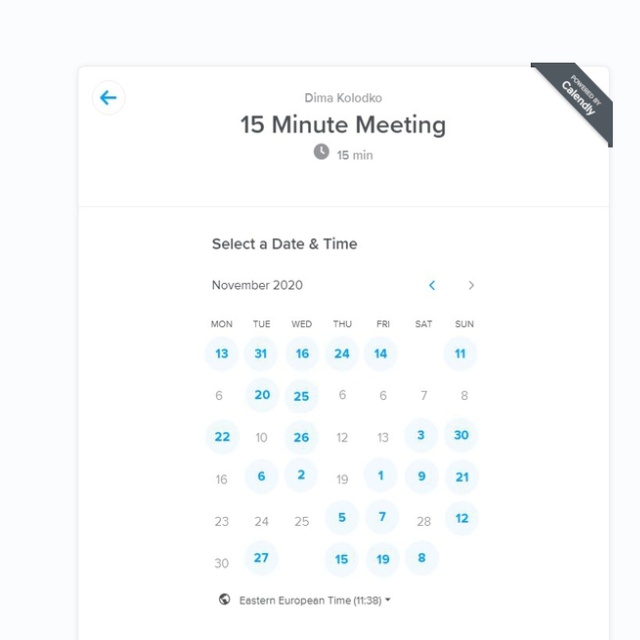 Dima Kolodko
POWERED BY
Calendly
15 Minute Meeting
15 min
Select a Date & Time
November 2020
MON TUE WED THU FRI SAT SUN
13 31 16 24 14 11
6 20 25 6 6 7 8
22 10 26 12 13 3 30
16 6 2 19 1 9 21
23 24 25 5 7 28 12
30 27 15 19 8
Eastern European Time (11:38)